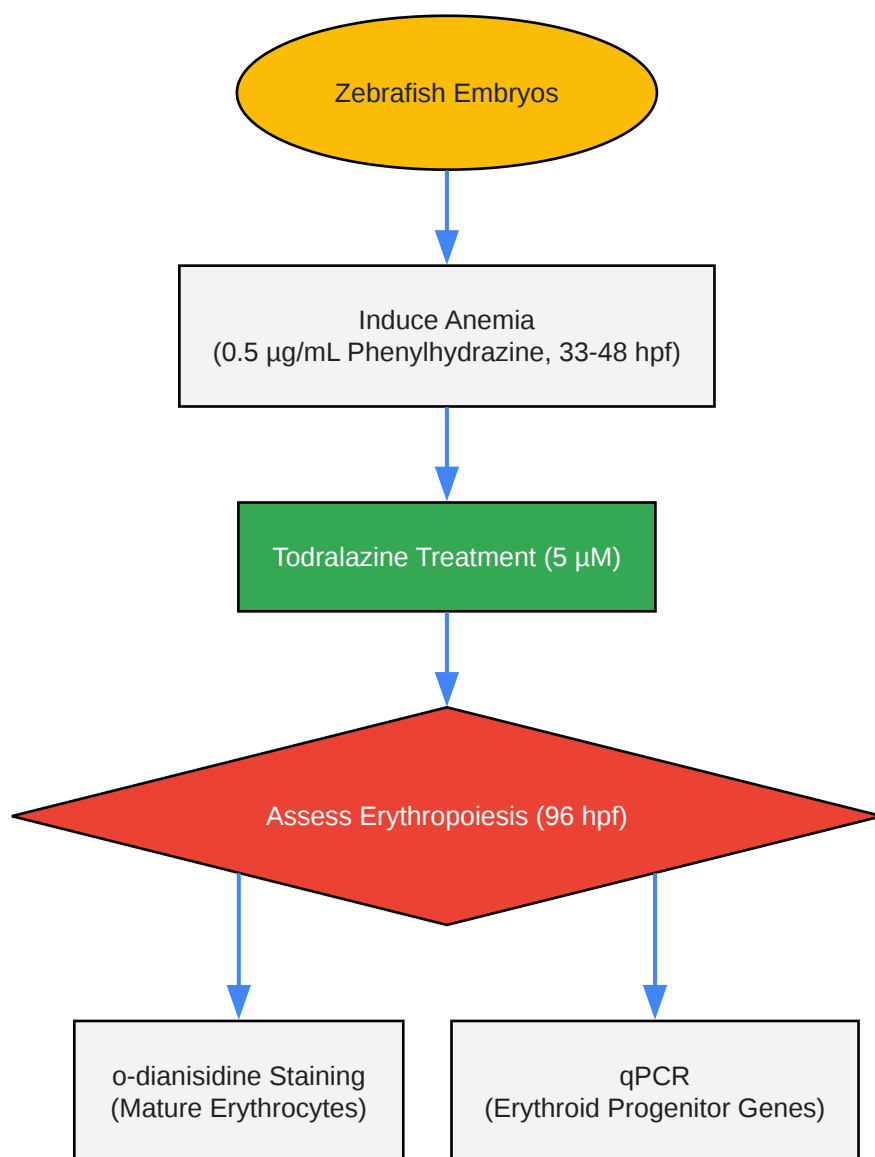 Zebrafish Embryos
Induce Anemia
(0.5 µg/mL Phenylhydrazine, 33-48 hpf)
Todralazine Treatment (5 µM)
Assess Erythropoiesis (96 hpf)
o-dianisidine Staining
(Mature Erythrocytes)
qPCR
(Erythroid Progenitor Genes)